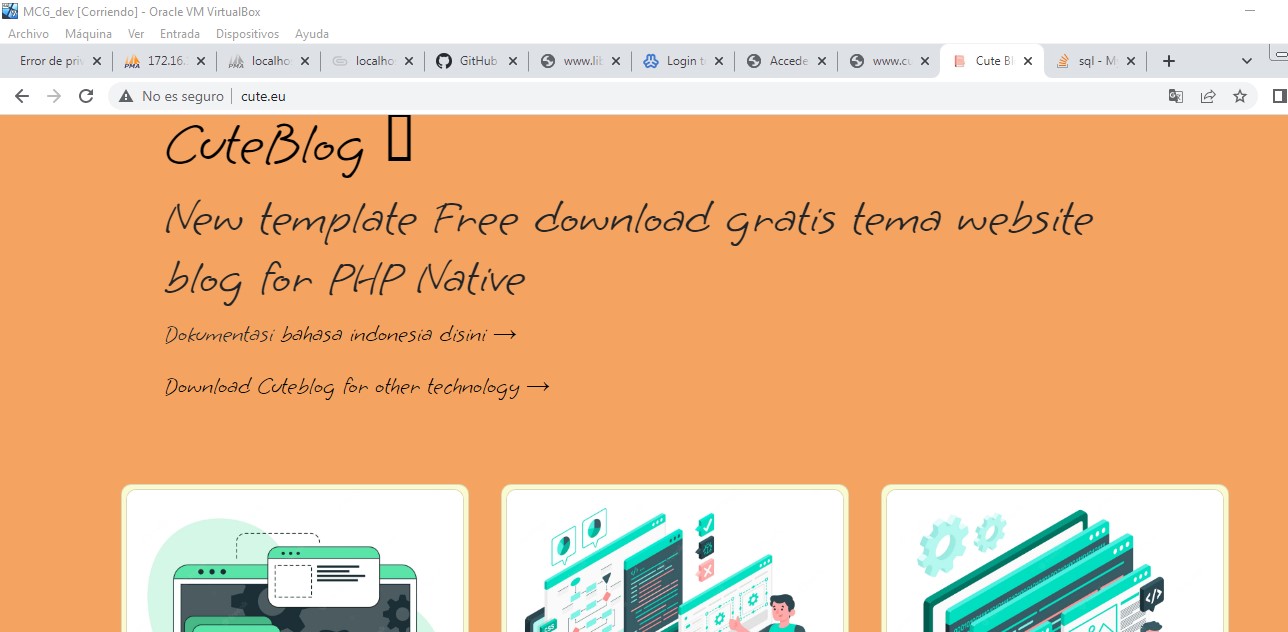 MCG_dev [Corriendo] - Oracle VM VirtualBox
Archivo Máquina Ver Entrada Dispositivos Ayuda
Error de priv 172.16. localho localho GitHub www.lib Login t Accede www.cu Cute Bl sql - M
No es seguro cute.eu
CuteBlog
New template Free download gratis tema website
blog for PHP Native
Dokumentasi bahasa indonesia disini →
Download Cuteblog for other technology →
CSS